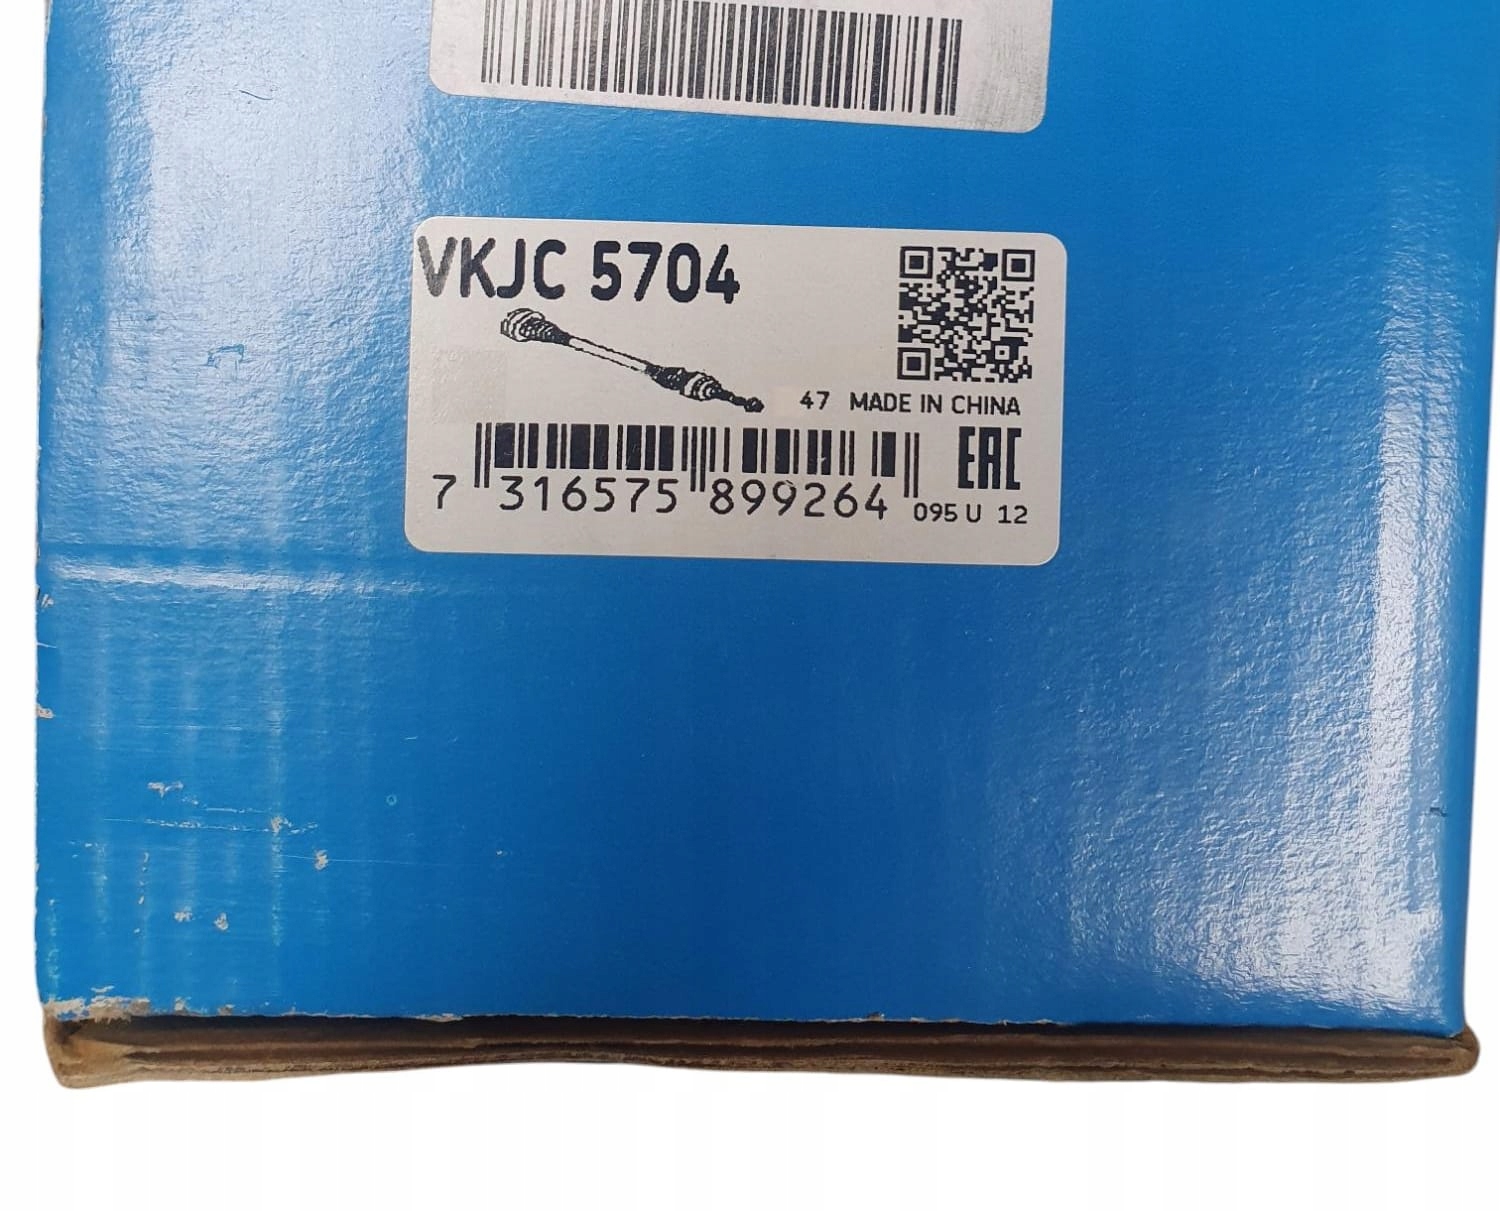 VKJC 5704
47 MADE IN CHINA
EAC
7 316575 899264
095 U 12